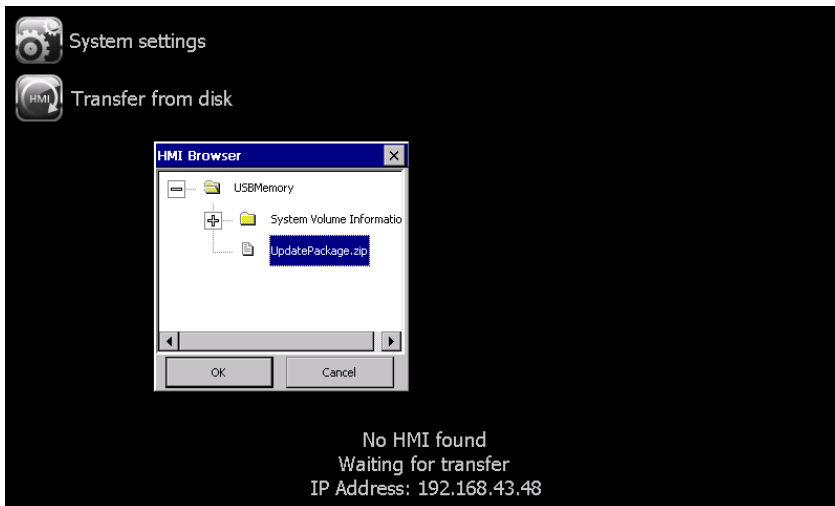 System settings
HMI
Transfer from disk
HMI Browser
USBMemory
System Volume Informatio
UpdatePackage.zip
OK
Cancel
No HMI found
Waiting for transfer
IP Address: 192.168.43.48